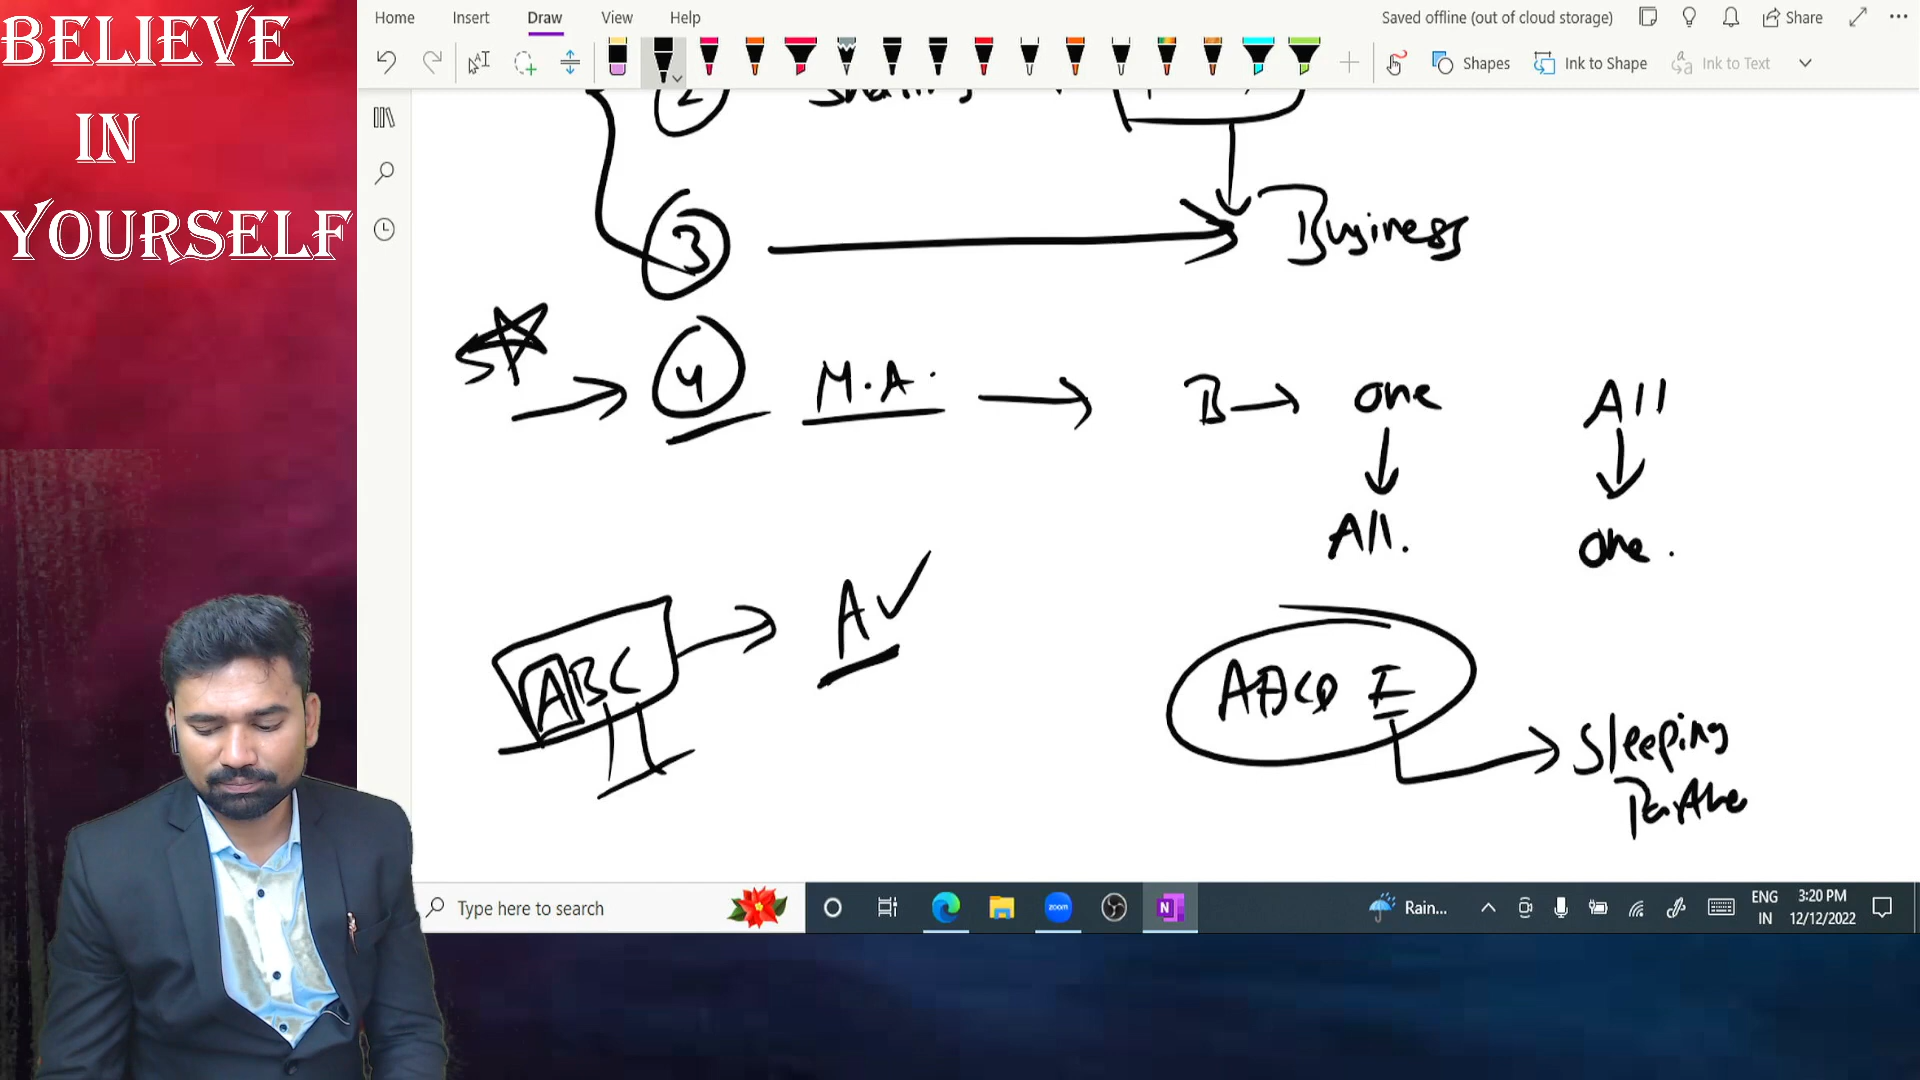 BELIEVE
IN
YOURSELF
Home Insert Draw View Help
Saved offline (out of cloud storage) Share
Shapes Ink to Shape Ink to Text
2
3 Business
4 M.A. B → one All
All. one.
ABC A✓
ABCD E
Sleeping
Type here to search
zoom
N
Rain...
ENG
IN
3:20 PM
12/12/2022